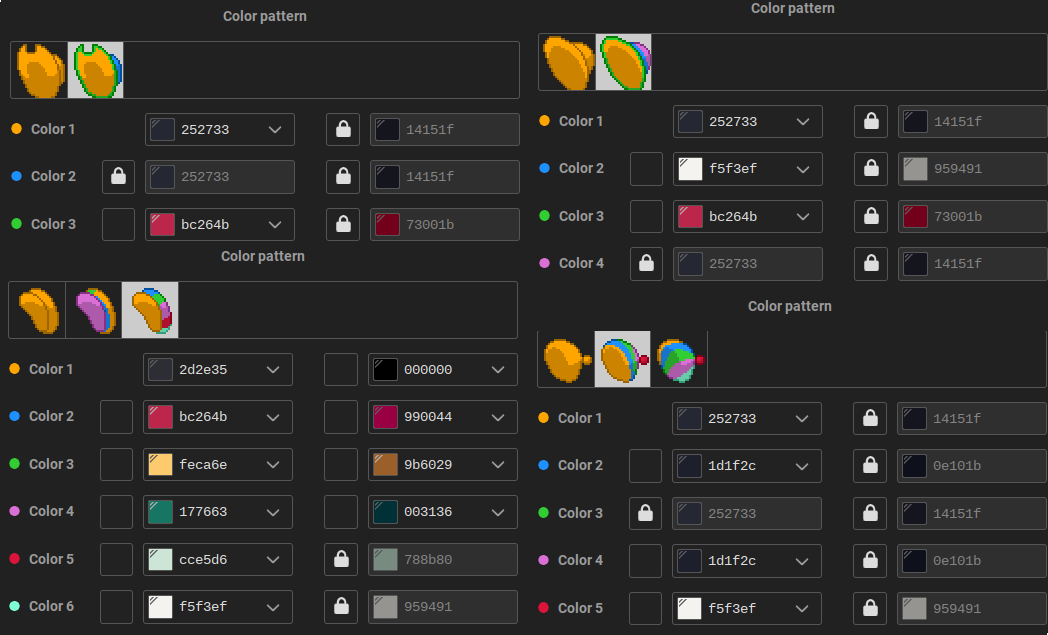 Color pattern
Color 1 252733 14151f
Color 2 252733 14151f
Color 3 bc264b 73001b
Color pattern
Color 1 2d2e35 000000
Color 2 bc264b 990044
Color 3 feca6e 9b6029
Color 4 177663 003136
Color 5 cce5d6 788b80
Color 6 f5f3ef 959491
Color pattern
Color 1 252733 14151f
Color 2 f5f3ef 959491
Color 3 bc264b 73001b
Color 4 252733 14151f
Color pattern
Color 1 252733 14151f
Color 2 1d1f2c 0e101b
Color 3 252733 14151f
Color 4 1d1f2c 0e101b
Color 5 f5f3ef 959491